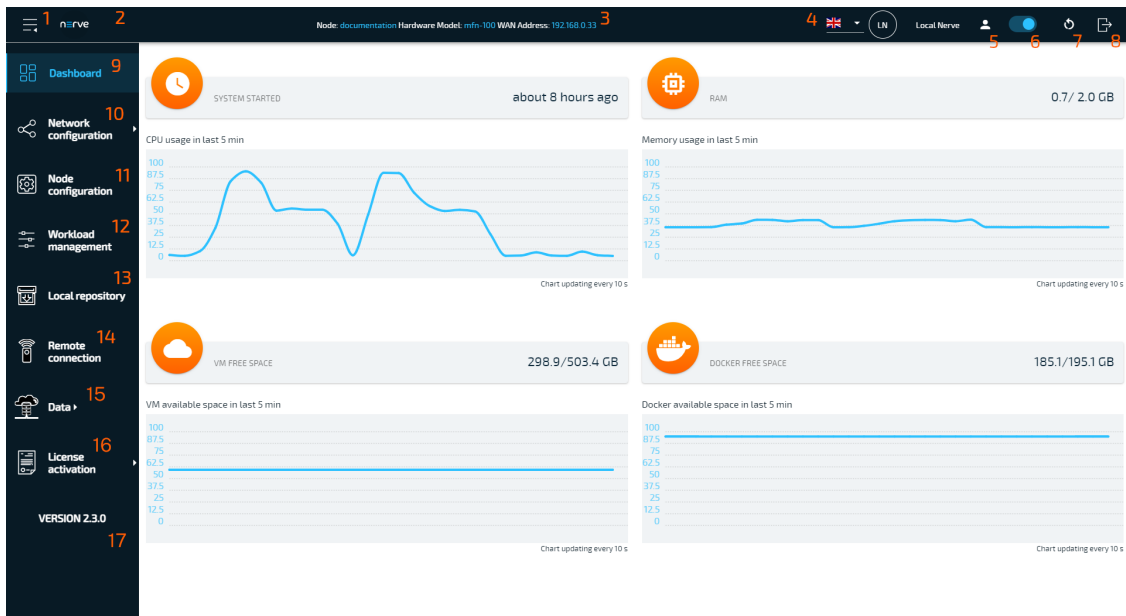 1 nerve 2 Node: documentation Hardware Model: mfn-100 WAN Address: 192.168.0.33 3 4 LN Local Nerve 5 6 7 8
Dashboard 9
Network 10
configuration
Node 11
configuration
Workload 12
management
13
Local repository
Remote 14
connection
Data 15
License 16
activation
VERSION 2.3.0
17
SYSTEM STARTED about 8 hours ago
CPU usage in last 5 min
100
87.5
75
62.5
50
37.5
25
12.5
0
Chart updating every 10 s
RAM 0.7/ 2.0 GB
Memory usage in last 5 min
100
87.5
75
62.5
50
37.5
25
12.5
0
Chart updating every 10 s
VM FREE SPACE 298.9/503.4 GB
VM available space in last 5 min
100
87.5
75
62.5
50
37.5
25
12.5
0
Chart updating every 10 s
DOCKER FREE SPACE 185.1/195.1 GB
Docker available space in last 5 min
100
87.5
75
62.5
50
37.5
25
12.5
0
Chart updating every 10 s